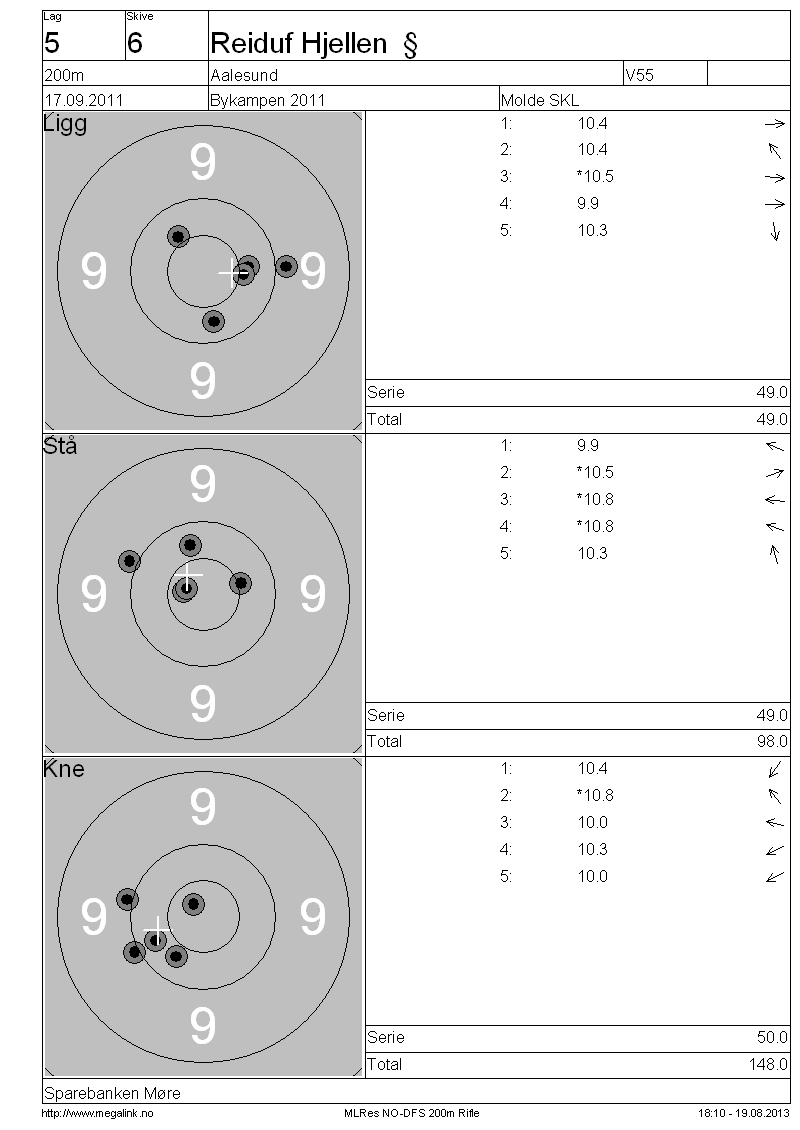 Lag Skive
5 6 Reiduf Hjellen §
200m Aalesund V55
17.09.2011 Bykampen 2011 Molde SKL
Ligg
9
9 9
9
1: 10.4
2: 10.4
3: *10.5
4: 9.9
5: 10.3
Serie 49.0
Total 49.0
Stå
9
9 9
9
1: 9.9
2: *10.5
3: *10.8
4: *10.8
5: 10.3
Serie 49.0
Total 98.0
Kne
9
9 9
9
1: 10.4
2: *10.8
3: 10.0
4: 10.3
5: 10.0
Serie 50.0
Total 148.0
Sparebanken Møre
http://www.megalink.no MLRes NO-DFS 200m Rifle 18:10 - 19.08.2013